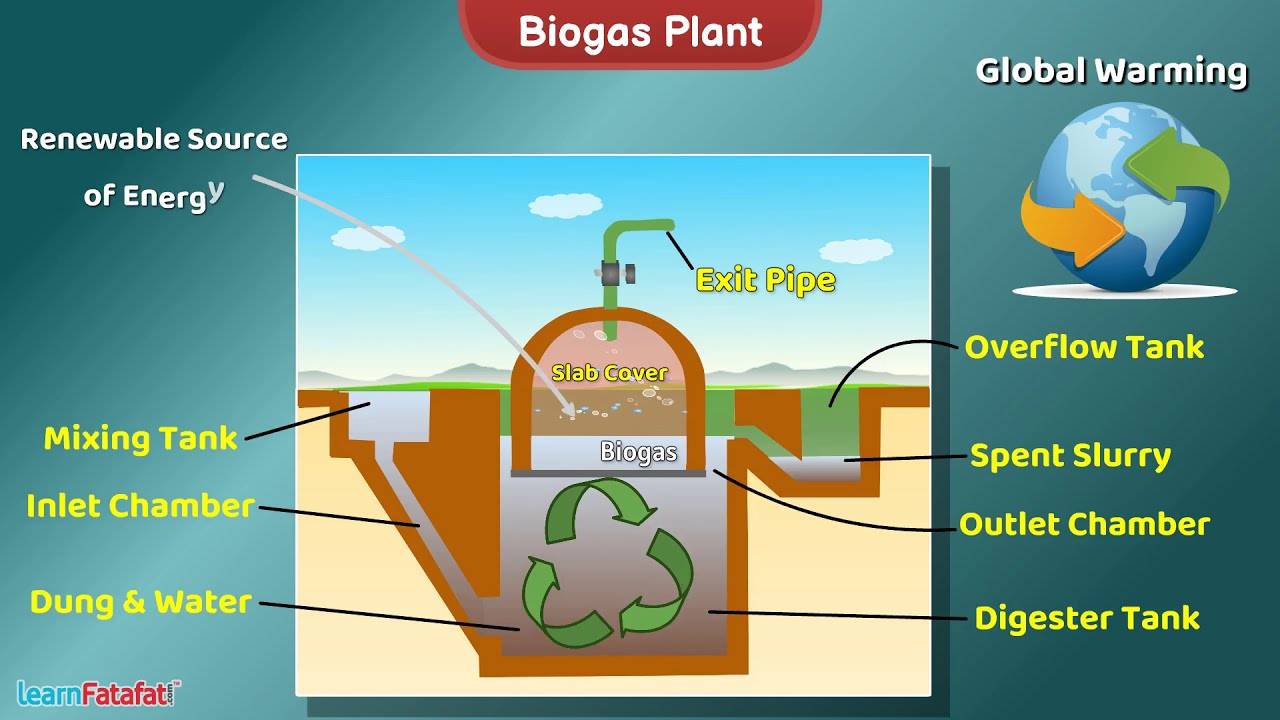 Biogas Plant
Global Warming
Renewable Source
of Energy
Exit Pipe
Slab Cover
Overflow Tank
Mixing Tank
Biogas
Spent Slurry
Inlet Chamber
Outlet Chamber
Dung & Water
Digester Tank
learnFatafat.com™